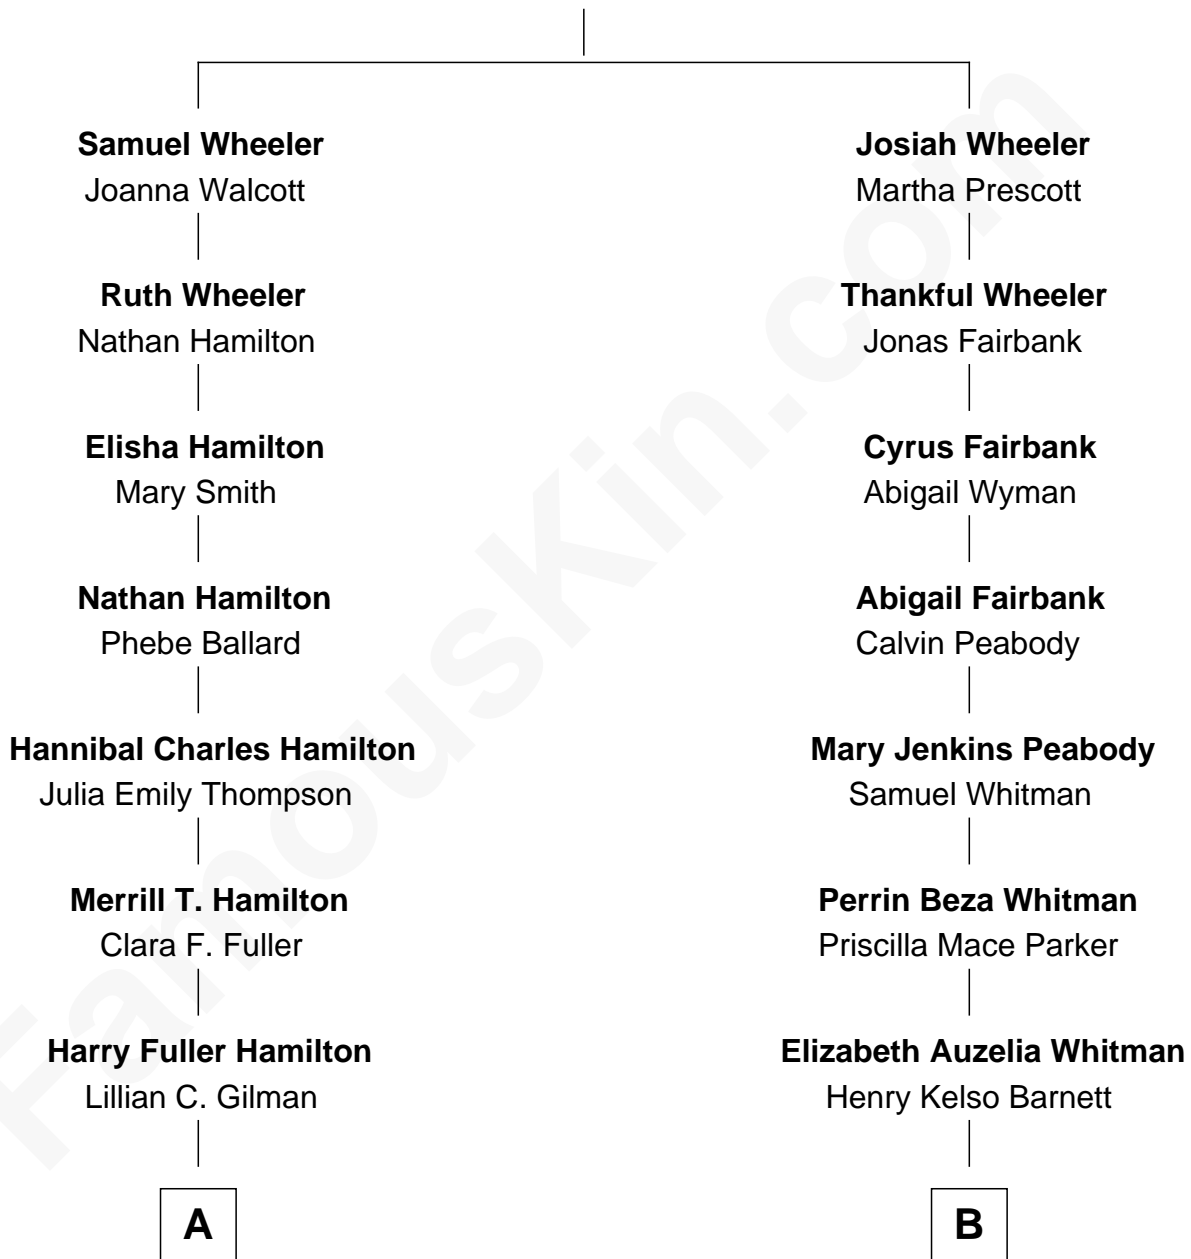 Samuel Wheeler
Joanna Walcott
Josiah Wheeler
Martha Prescott
Ruth Wheeler
Nathan Hamilton
Thankful Wheeler
Jonas Fairbank
Elisha Hamilton
Mary Smith
Cyrus Fairbank
Abigail Wyman
Nathan Hamilton
Phebe Ballard
Abigail Fairbank
Calvin Peabody
Hannibal Charles Hamilton
Julia Emily Thompson
Mary Jenkins Peabody
Samuel Whitman
Merrill T. Hamilton
Clara F. Fuller
Perrin Beza Whitman
Priscilla Mace Parker
Harry Fuller Hamilton
Lillian C. Gilman
Elizabeth Auzelia Whitman
Henry Kelso Barnett
A
B
FamousKin.com